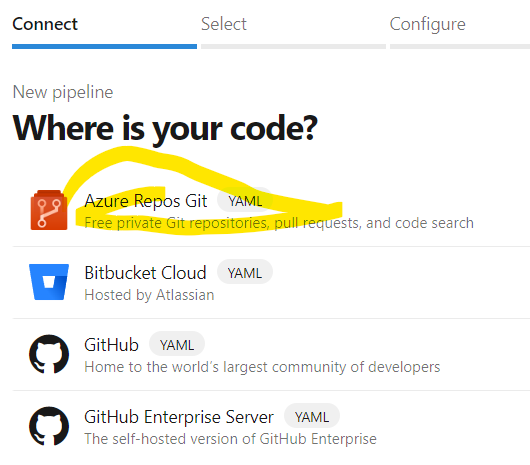 Connect Select Configure
New pipeline
Where is your code?
Azure Repos Git YAML
Free private Git repositories, pull requests, and code search
Bitbucket Cloud YAML
Hosted by Atlassian
GitHub YAML
Home to the world's largest community of developers
GitHub Enterprise Server YAML
The self-hosted version of GitHub Enterprise